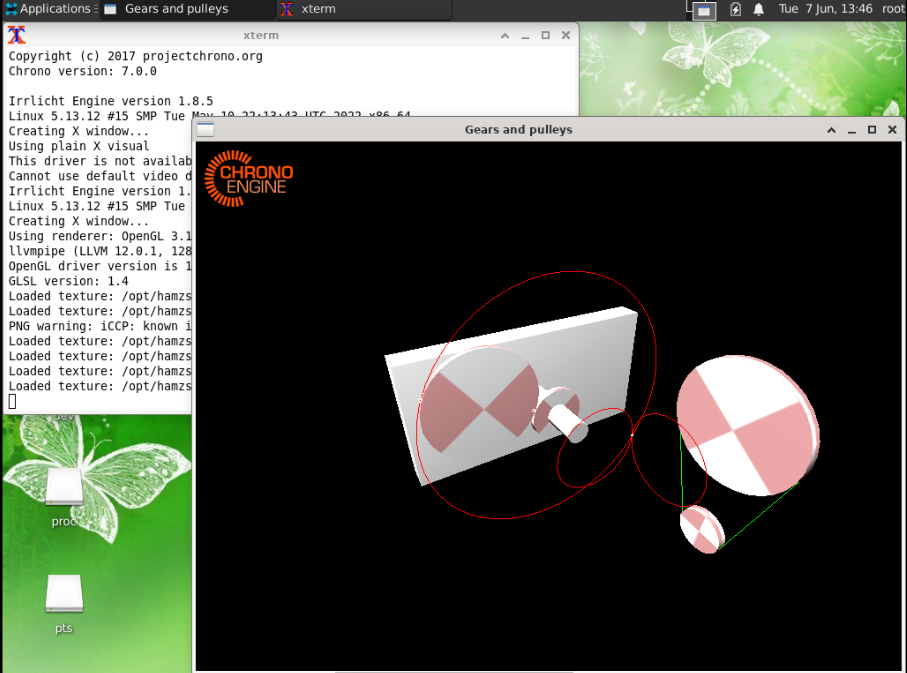 Applications
Gears and pulleys
xterm
Tue 7 Jun, 13:46 root
xterm
Copyright (c) 2017 projectchrono.org
Chrono version: 7.0.0
Irrlicht Engine version 1.8.5
Linux 5.13.12 #15 SMP Tue May 10 22:13:43 UTC 2022 x86_64
Creating X window...
Using plain X visual
This driver is not availab
Cannot use default video d
Irrlicht Engine version 1.
Linux 5.13.12 #15 SMP Tue
Creating X window...
Using renderer: OpenGL 3.1
llvmpipe (LLVM 12.0.1, 128
OpenGL driver version is 1
GLSL version: 1.4
Loaded texture: /opt/hamzs
Loaded texture: /opt/hamzs
PNG warning: iCCP: known i
Loaded texture: /opt/hamzs
Loaded texture: /opt/hamzs
Loaded texture: /opt/hamzs
Loaded texture: /opt/hamzs
Gears and pulleys
CHRONO
ENGINE
dev
proc
pts